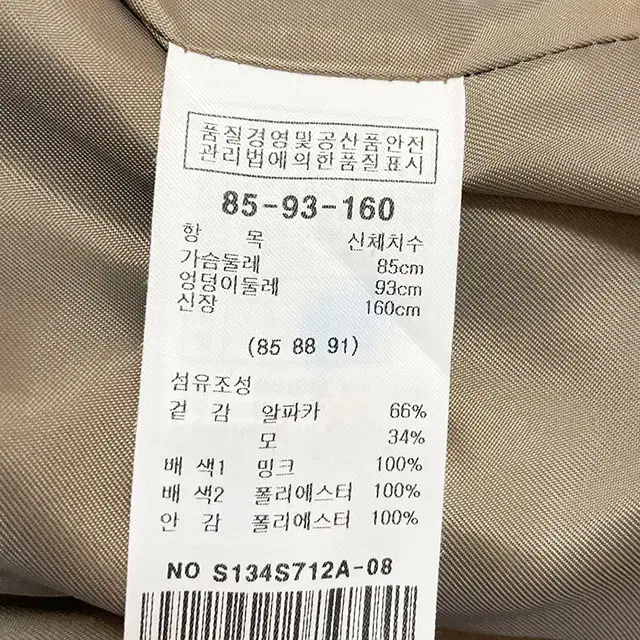 품질경영및공산품안전
관리법에의한품질표시
85-93-160
항 목 신체치수
가슴둘레 85cm
엉덩이둘레 93cm
신장 160cm
(85 88 91)
섬유조성
겉 감 알파카 66%
모 34%
배 색1 밍크 100%
배 색2 폴리에스터 100%
안 감 폴리에스터 100%
NO S134S712A-08